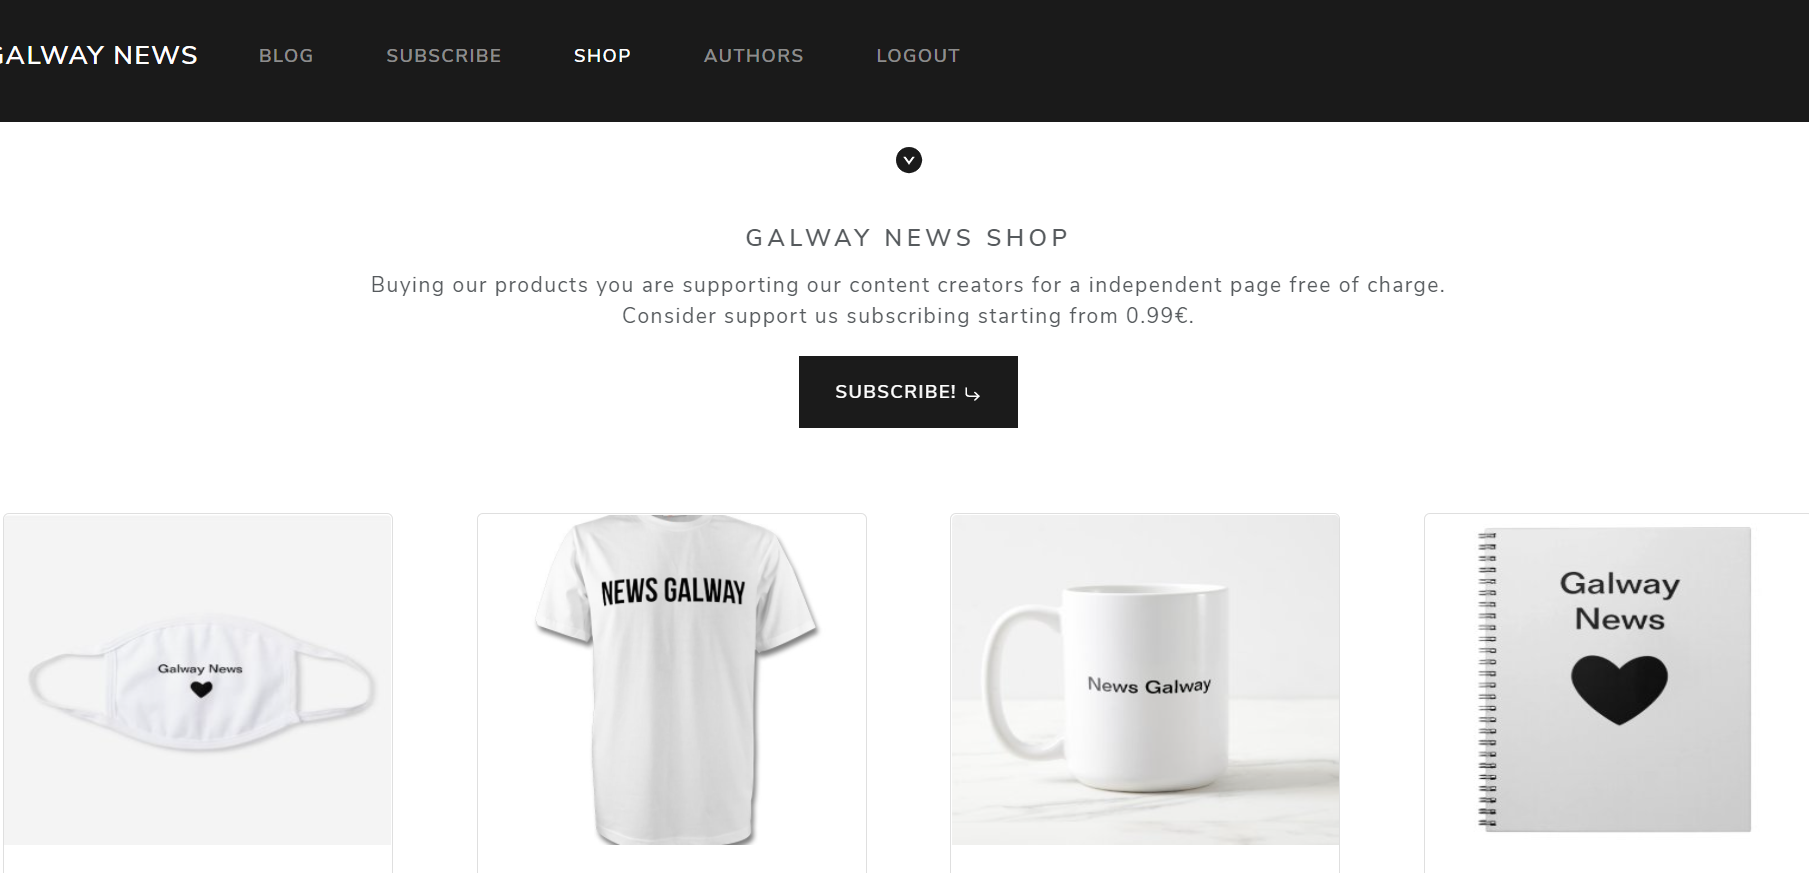 GALWAY NEWS BLOG SUBSCRIBE SHOP AUTHORS LOGOUT
GALWAY NEWS SHOP
Buying our products you are supporting our content creators for a independent page free of charge.
Consider support us subscribing starting from 0.99€.
SUBSCRIBE!
Galway News
NEWS GALWAY
News Galway
Galway
News